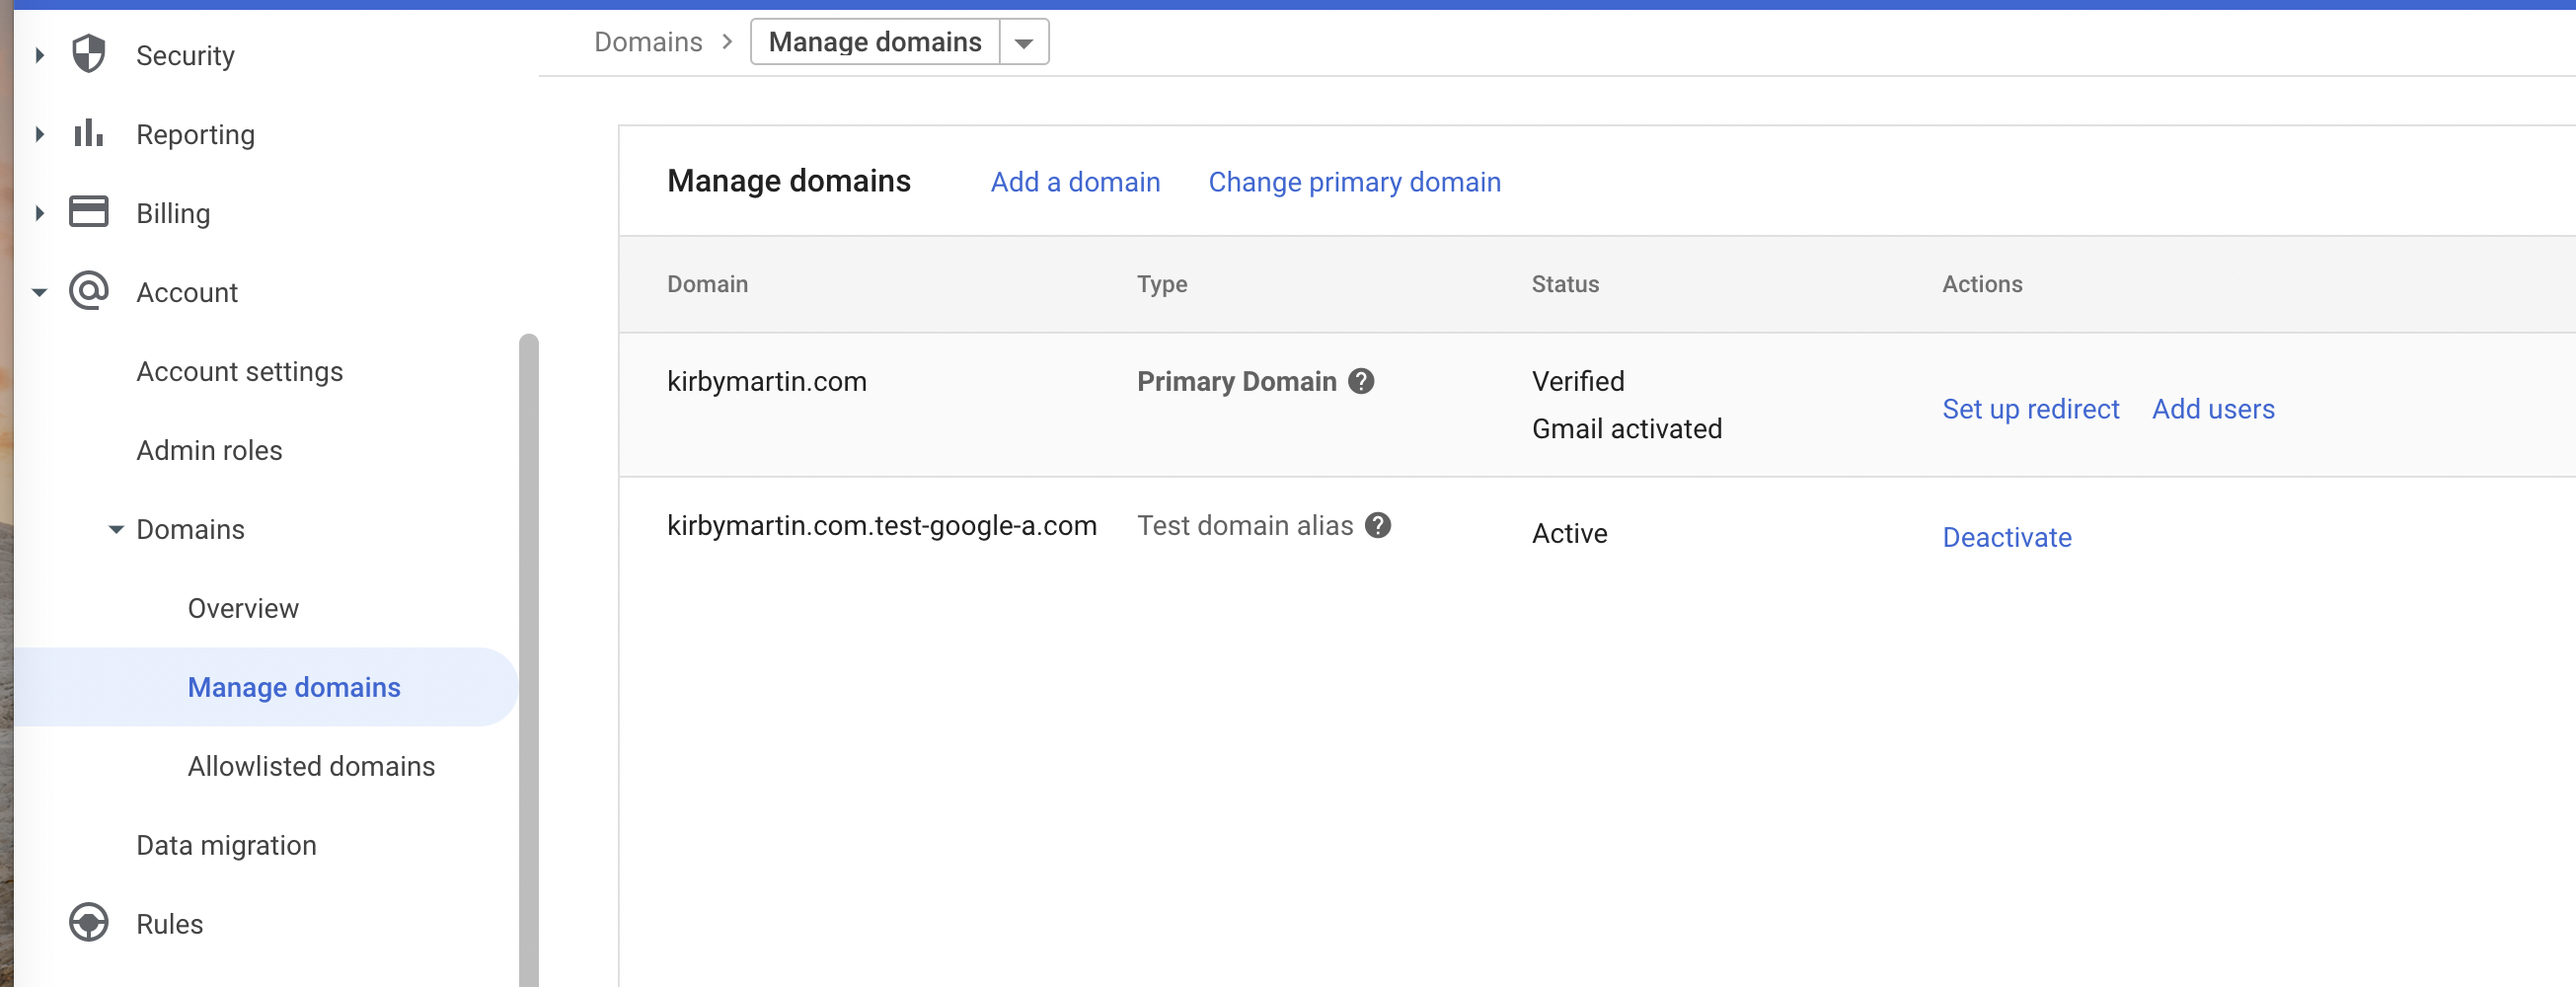 Security
Reporting
Billing
Account
Account settings
Admin roles
Domains
Overview
Manage domains
Allowlisted domains
Data migration
Rules
Domains > Manage domains
Manage domains Add a domain Change primary domain
Domain Type Status Actions
kirbymartin.com Primary Domain ? Verified
Gmail activated
Set up redirect Add users
kirbymartin.com.test-google-a.com Test domain alias ? Active Deactivate